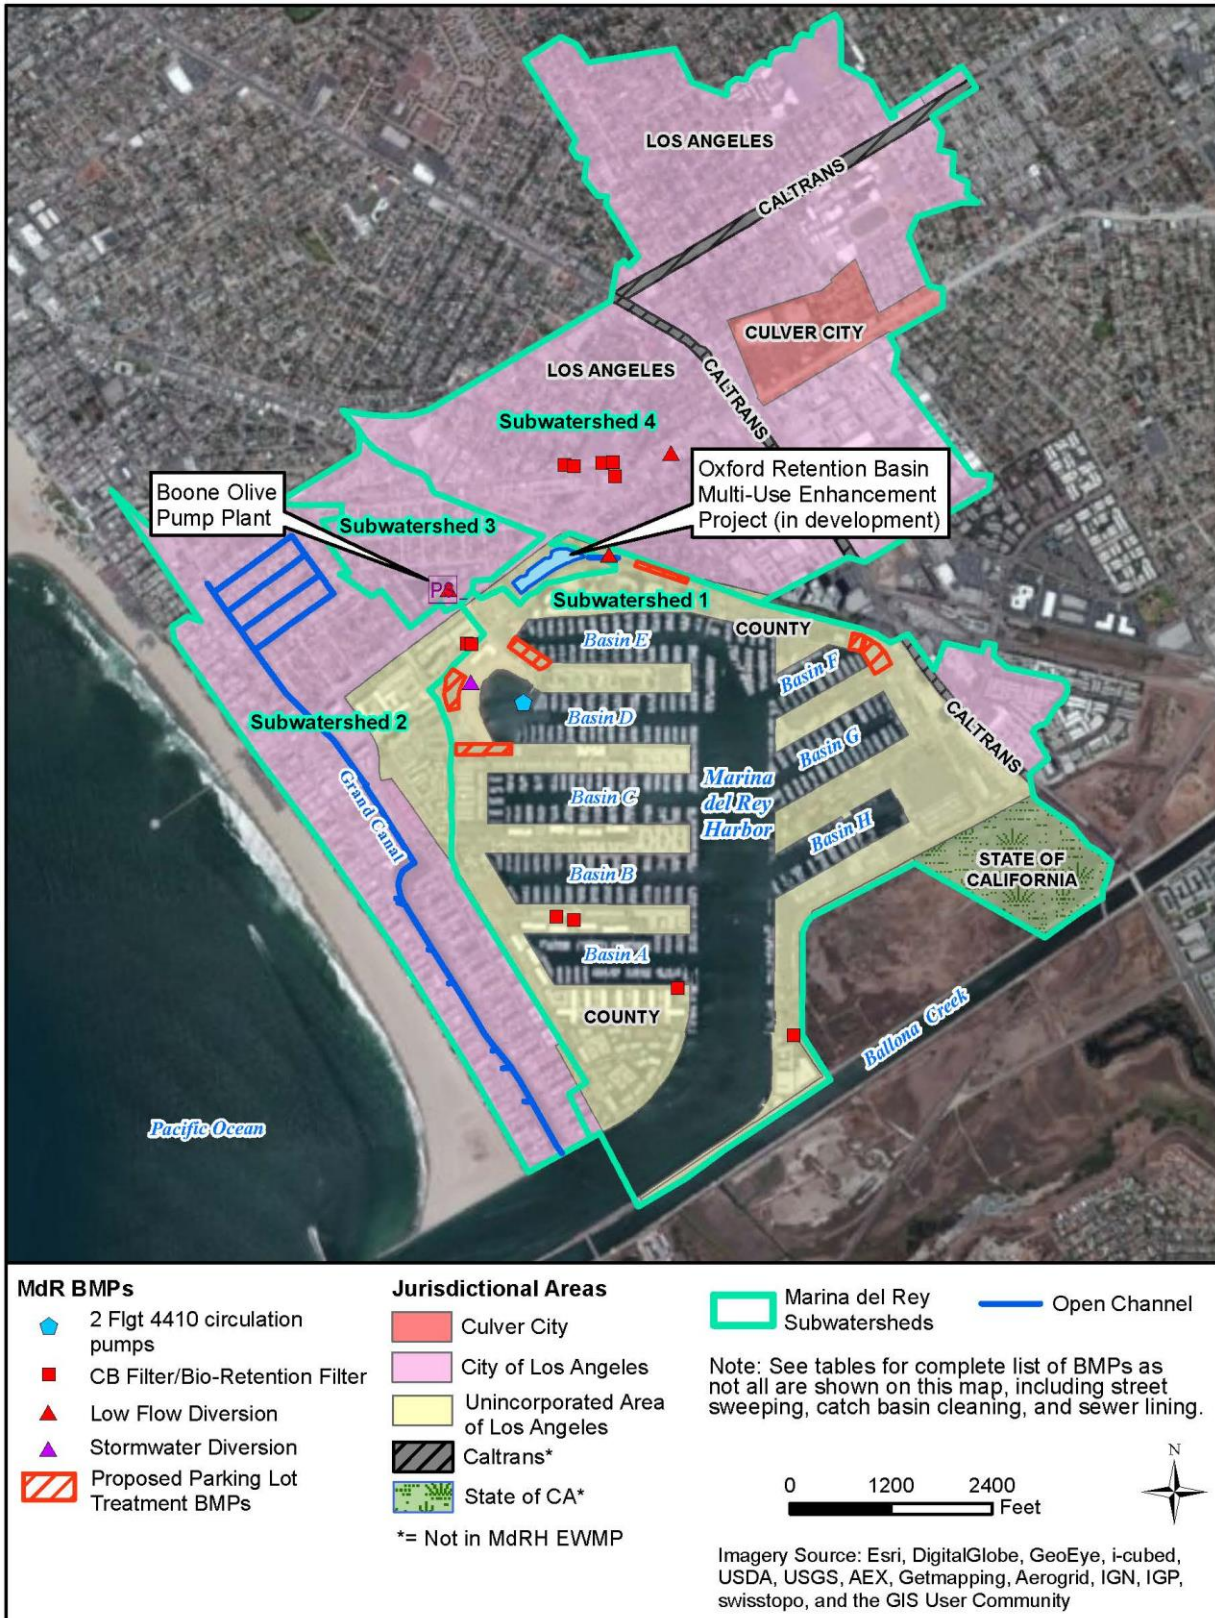 LOS ANGELES
CALTRANS
CULVER CITY
LOS ANGELES
CALTRANS
Subwatershed 4
Oxford Retention Basin
Multi-Use Enhancement
Project (in development)
Boone Olive
Pump Plant
Subwatershed 3
Subwatershed 1
COUNTY
Basin E
Basin F
Subwatershed 2
Basin D
CALTRANS
Basin G
Grand Canal
Marina
del Rey
Harbor
Basin C
Basin H
Basin B
STATE OF
CALIFORNIA
Basin A
COUNTY
Ballona Creek
Pacific Ocean
MdR BMPs
2 Flgt 4410 circulation
pumps
CB Filter/Bio-Retention Filter
Low Flow Diversion
Stormwater Diversion
Proposed Parking Lot
Treatment BMPs
Jurisdictional Areas
Culver City
City of Los Angeles
Unincorporated Area
of Los Angeles
Caltrans*
State of CA*
*= Not in MdRH EWMP
Marina del Rey
Subwatersheds
Open Channel
Note: See tables for complete list of BMPs as
not all are shown on this map, including street
sweeping, catch basin cleaning, and sewer lining.
N
0 1200 2400
Feet
Imagery Source: Esri, DigitalGlobe, GeoEye, i-cubed,
USDA, USGS, AEX, Getmapping, Aerogrid, IGN, IGP,
swisstopo, and the GIS User Community